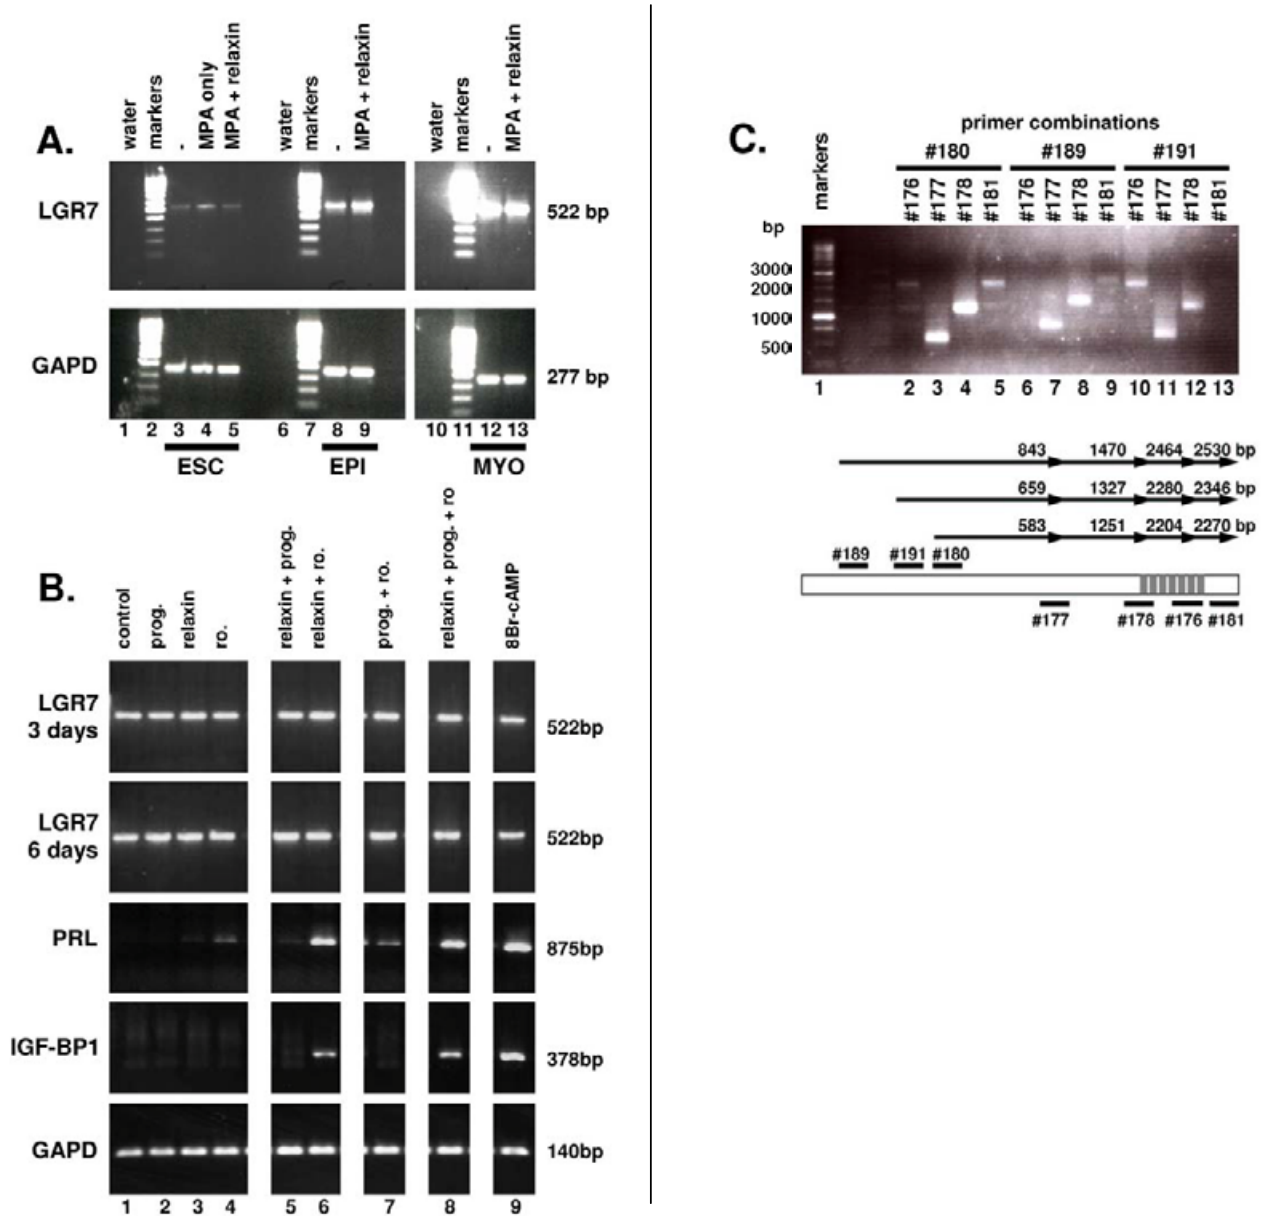 A.
water
markers
-
MPA only
MPA + relaxin
water
markers
-
MPA + relaxin
water
markers
-
MPA + relaxin
LGR7
522 bp
GAPD
277 bp
1 2 3 4 5 6 7 8 9 10 11 12 13
ESC EPI MYO
B.
control
prog.
relaxin
ro.
relaxin + prog.
relaxin + ro.
prog. + ro.
relaxin + prog. + ro
8Br-cAMP
LGR7
3 days
522bp
LGR7
6 days
522bp
PRL
875bp
IGF-BP1
378bp
GAPD
140bp
1 2 3 4 5 6 7 8 9
C.
primer combinations
#180 #189 #191
markers
#176
#177
#178
#181
#176
#177
#178
#181
#176
#177
#178
#181
bp
3000
2000
1000
500
1 2 3 4 5 6 7 8 9 10 11 12 13
843 1470 2464 2530 bp
659 1327 2280 2346 bp
583 1251 2204 2270 bp
#189 #191 #180
#177 #178 #176 #181